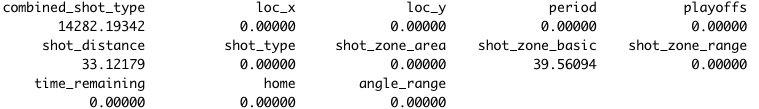 combined_shot_type loc_x loc_y period playoffs
14282.19342 0.00000 0.00000 0.00000 0.00000
shot_distance shot_type shot_zone_area shot_zone_basic shot_zone_range
33.12179 0.00000 0.00000 39.56094 0.00000
time_remaining home angle_range
0.00000 0.00000 0.00000